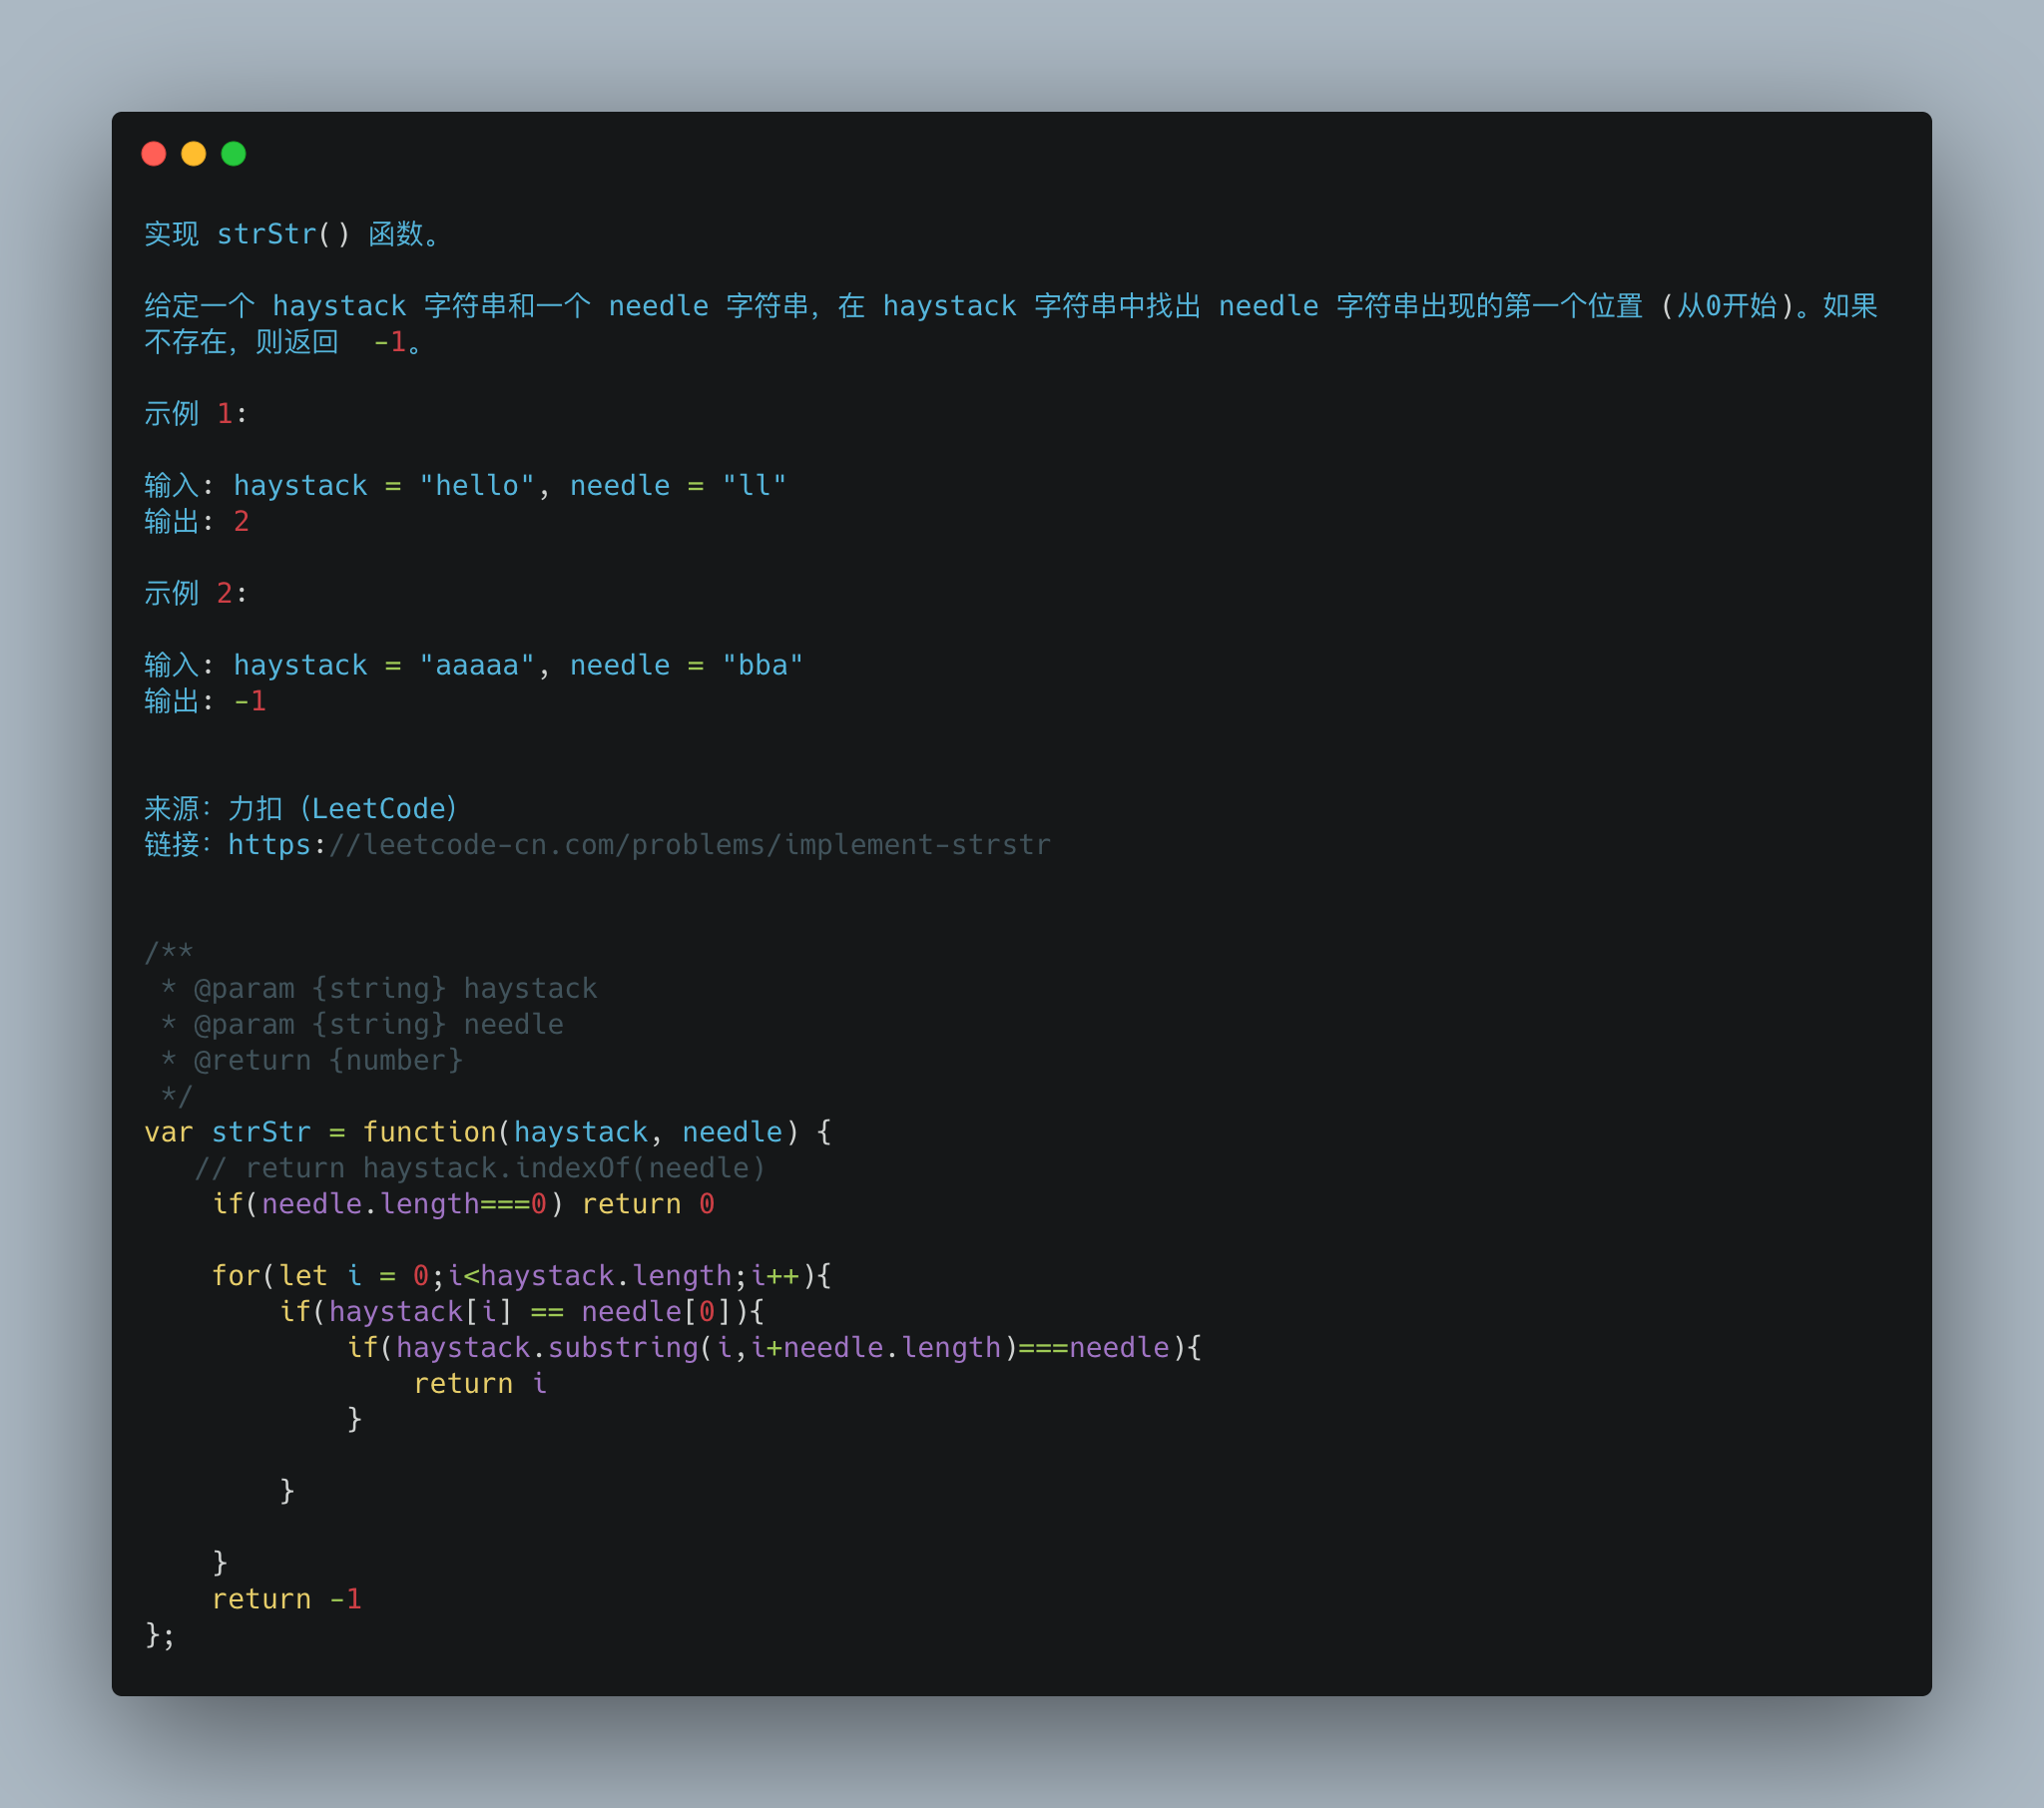 实现 strStr() 函数。
给定一个 haystack 字符串和一个 needle 字符串，在 haystack 字符串中找出 needle 字符串出现的第一个位置 (从0开始)。如果
不存在，则返回  -1。
示例 1:
输入: haystack = "hello", needle = "ll"
输出: 2
示例 2:
输入: haystack = "aaaaa", needle = "bba"
输出: -1
来源：力扣（LeetCode）
链接：https://leetcode-cn.com/problems/implement-strstr
/**
 * @param {string} haystack
 * @param {string} needle
 * @return {number}
 */
var strStr = function(haystack, needle) {
   // return haystack.indexOf(needle)
    if(needle.length===0) return 0
    for(let i = 0;i<haystack.length;i++){
        if(haystack[i] == needle[0]){
            if(haystack.substring(i,i+needle.length)===needle){
                return i
            }
        }
    }
    return -1
};